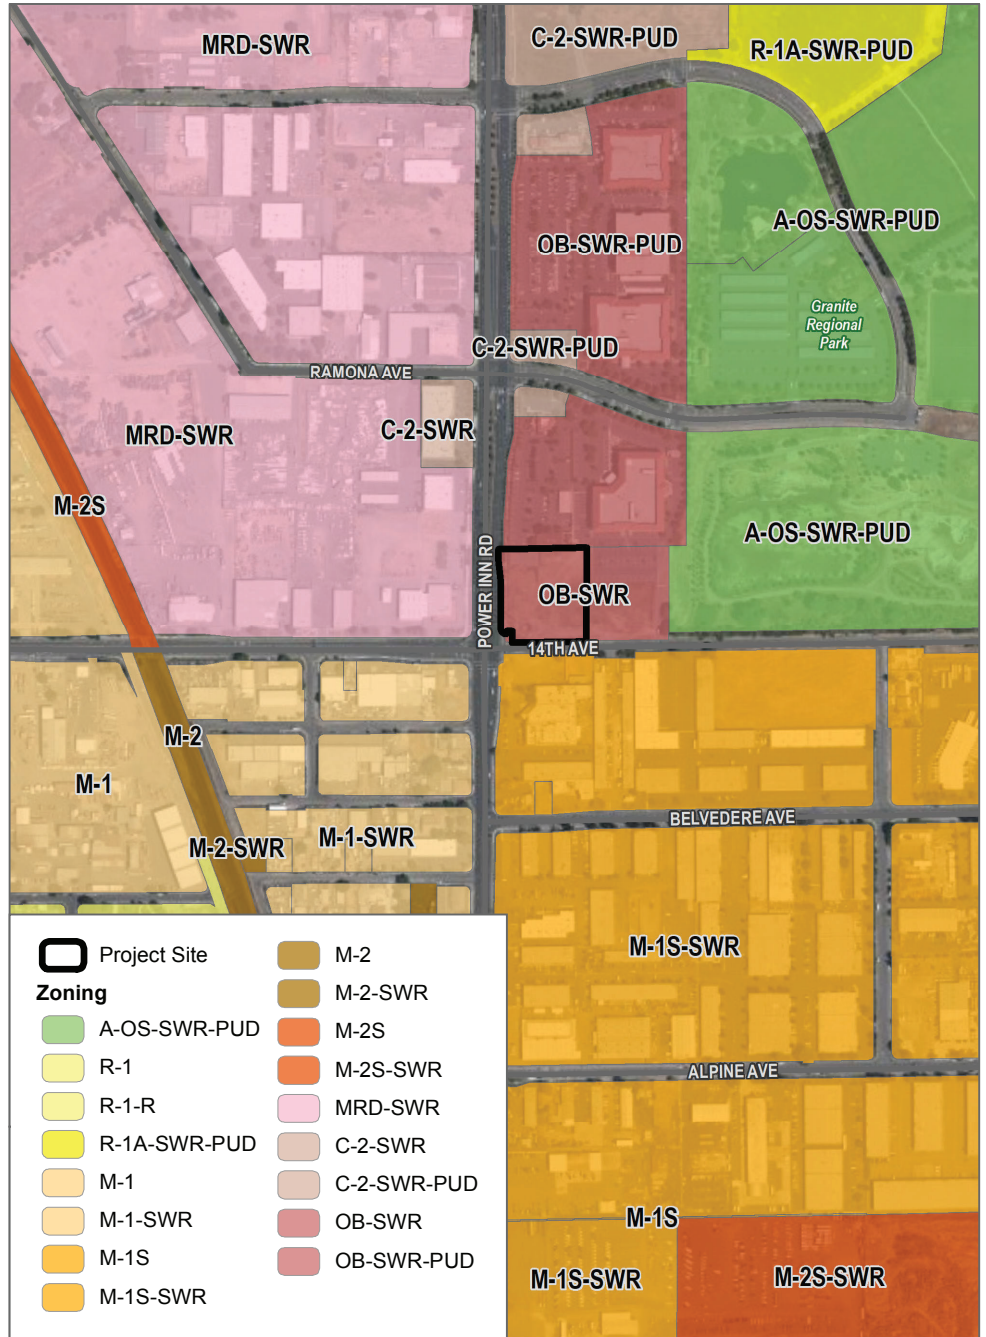 MRD-SWR
C-2-SWR-PUD
R-1A-SWR-PUD
A-OS-SWR-PUD
OB-SWR-PUD
Granite
Regional
Park
C-2-SWR-PUD
RAMONA AVE
C-2-SWR
MRD-SWR
M-2S
A-OS-SWR-PUD
POWER INN RD
OB-SWR
14TH AVE
M-2
M-1
BELVEDERE AVE
M-1-SWR
M-2-SWR
M-1S-SWR
ALPINE AVE
M-1S
M-1S-SWR
M-2S-SWR
Project Site
Zoning
A-OS-SWR-PUD
R-1
R-1-R
R-1A-SWR-PUD
M-1
M-1-SWR
M-1S
M-1S-SWR
M-2
M-2-SWR
M-2S
M-2S-SWR
MRD-SWR
C-2-SWR
C-2-SWR-PUD
OB-SWR
OB-SWR-PUD